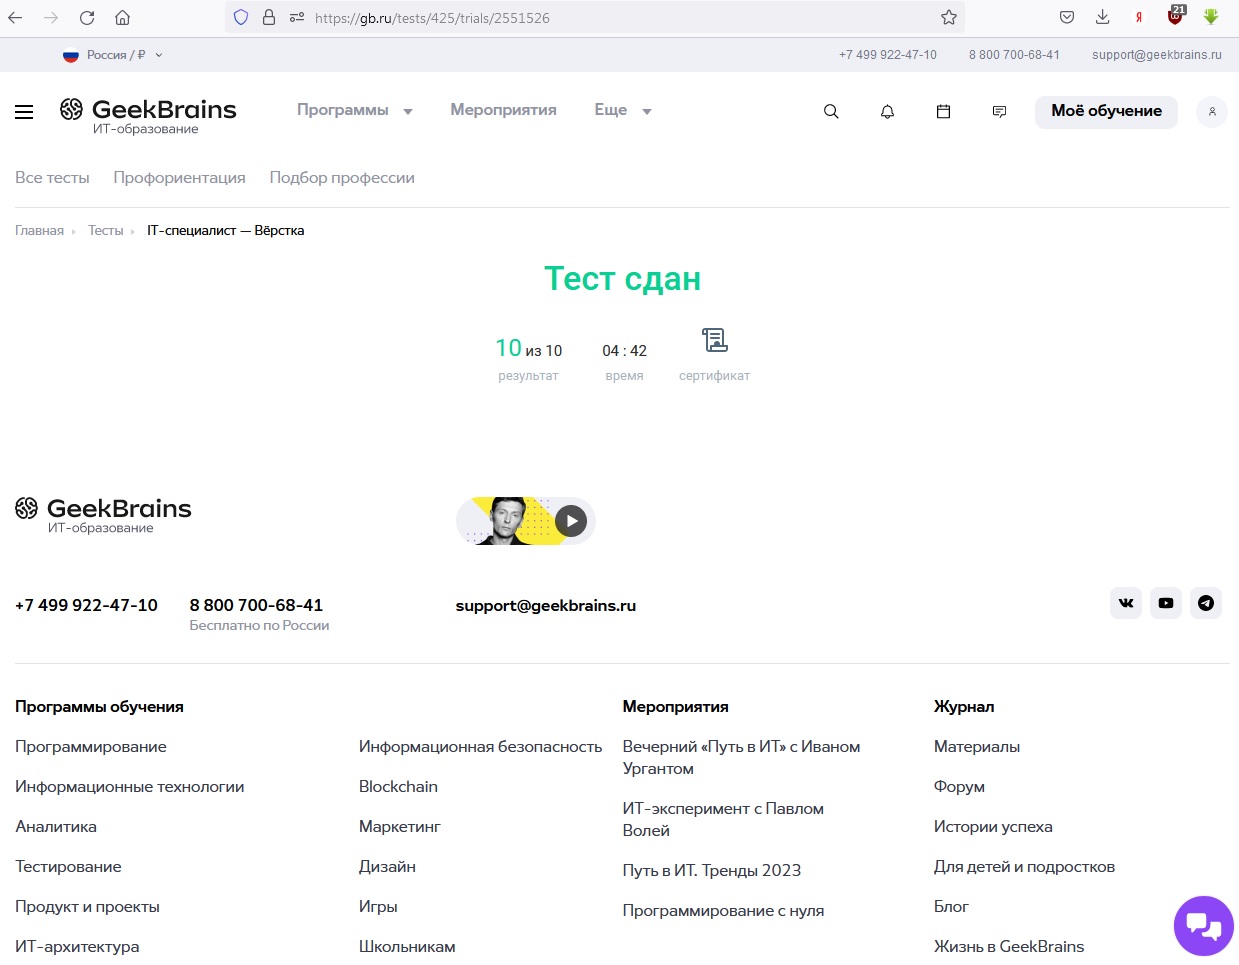 https://gb.ru/tests/425/trials/2551526
21
Россия / ₽
+7 499 922-47-10
8 800 700-68-41
support@geekbrains.ru
GeekBrains
ИТ-образование
Программы
Мероприятия
Еще
Моё обучение
Все тесты
Профориентация
Подбор профессии
Главная
Тесты
IT-специалист — Вёрстка
Тест сдан
10 из 10
04 : 42
результат
время
сертификат
GeekBrains
ИТ-образование
+7 499 922-47-10
8 800 700-68-41
support@geekbrains.ru
Бесплатно по России
Программы обучения
Программирование
Информационные технологии
Аналитика
Тестирование
Продукт и проекты
ИТ-архитектура
Информационная безопасность
Blockchain
Маркетинг
Дизайн
Игры
Школьникам
Мероприятия
Вечерний «Путь в ИТ» с Иваном
Ургантом
ИТ-эксперимент с Павлом
Волей
Путь в ИТ. Тренды 2023
Программирование с нуля
Журнал
Материалы
Форум
Истории успеха
Для детей и подростков
Блог
Жизнь в GeekBrains